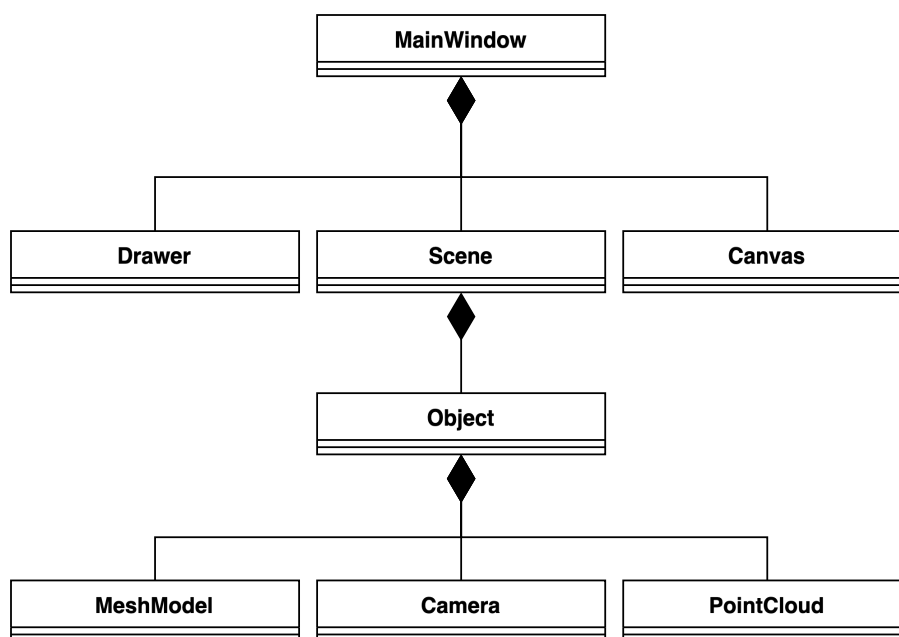 MainWindow
Drawer
Scene
Canvas
Object
MeshModel
Camera
PointCloud